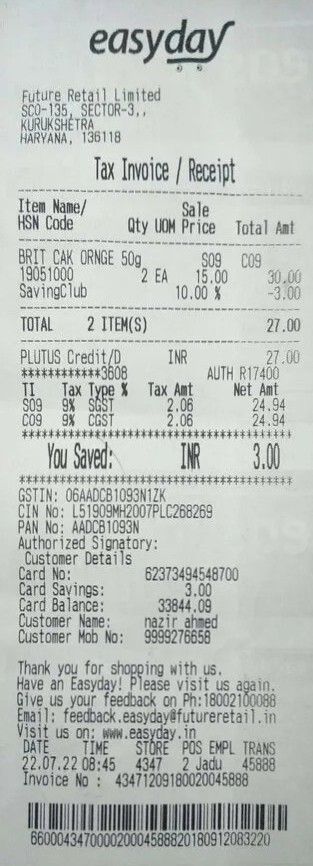 easyday
Future Retail Limited
SCO-135, SECTOR-3,,
KURUKSHETRA
HARYANA, 136118
Tax Invoice / Receipt
Item Name/ Sale
HSN Code Qty UOM Price Total Amt
BRIT CAK ORNGE 50g S09 C09
19051000 2 EA 15.00 30.00
SavingClub 10.00 % -3.00
TOTAL 2 ITEM(S) 27.00
PLUTUS Credit/D INR 27.00
***********3608 AUTH R17400
TI Tax Type % Tax Amt Net Amt
S09 9% SGST 2.06 24.94
C09 9% CGST 2.06 24.94
You Saved: INR 3.00
GSTIN: 06AADCB1093N1ZK
CIN No: L51909MH2007PLC268269
PAN No: AADCB1093N
Authorized Signatory:
Customer Details
Card No: 62373494548700
Card Savings: 3.00
Card Balance: 33844.09
Customer Name: nazir ahmed
Customer Mob No: 9999276658
Thank you for shopping with us.
Have an Easyday! Please visit us again.
Give us your feedback on Ph:18002100088
Email: feedback.easyday@futureretail.in
Visit us on: www.easyday.in
DATE TIME STORE POS EMPL TRANS
22.07.22 08:45 4347 2 Jadu 45888
Invoice No : 43471209180020045888
660004347000020004588820180912083220